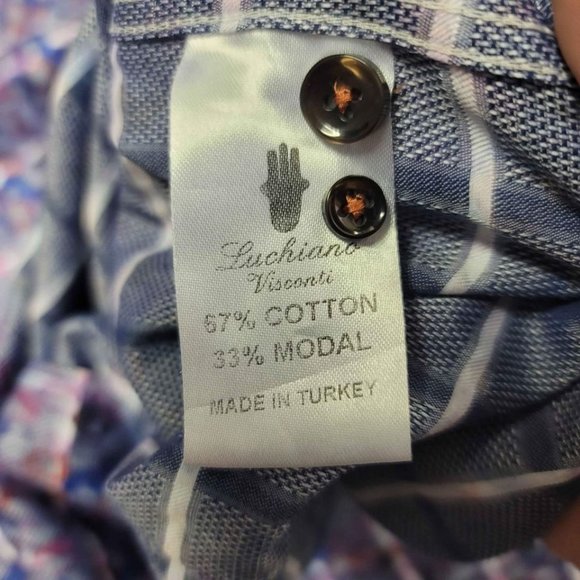 Luchiano
Visconti
67% COTTON
33% MODAL
MADE IN TURKEY